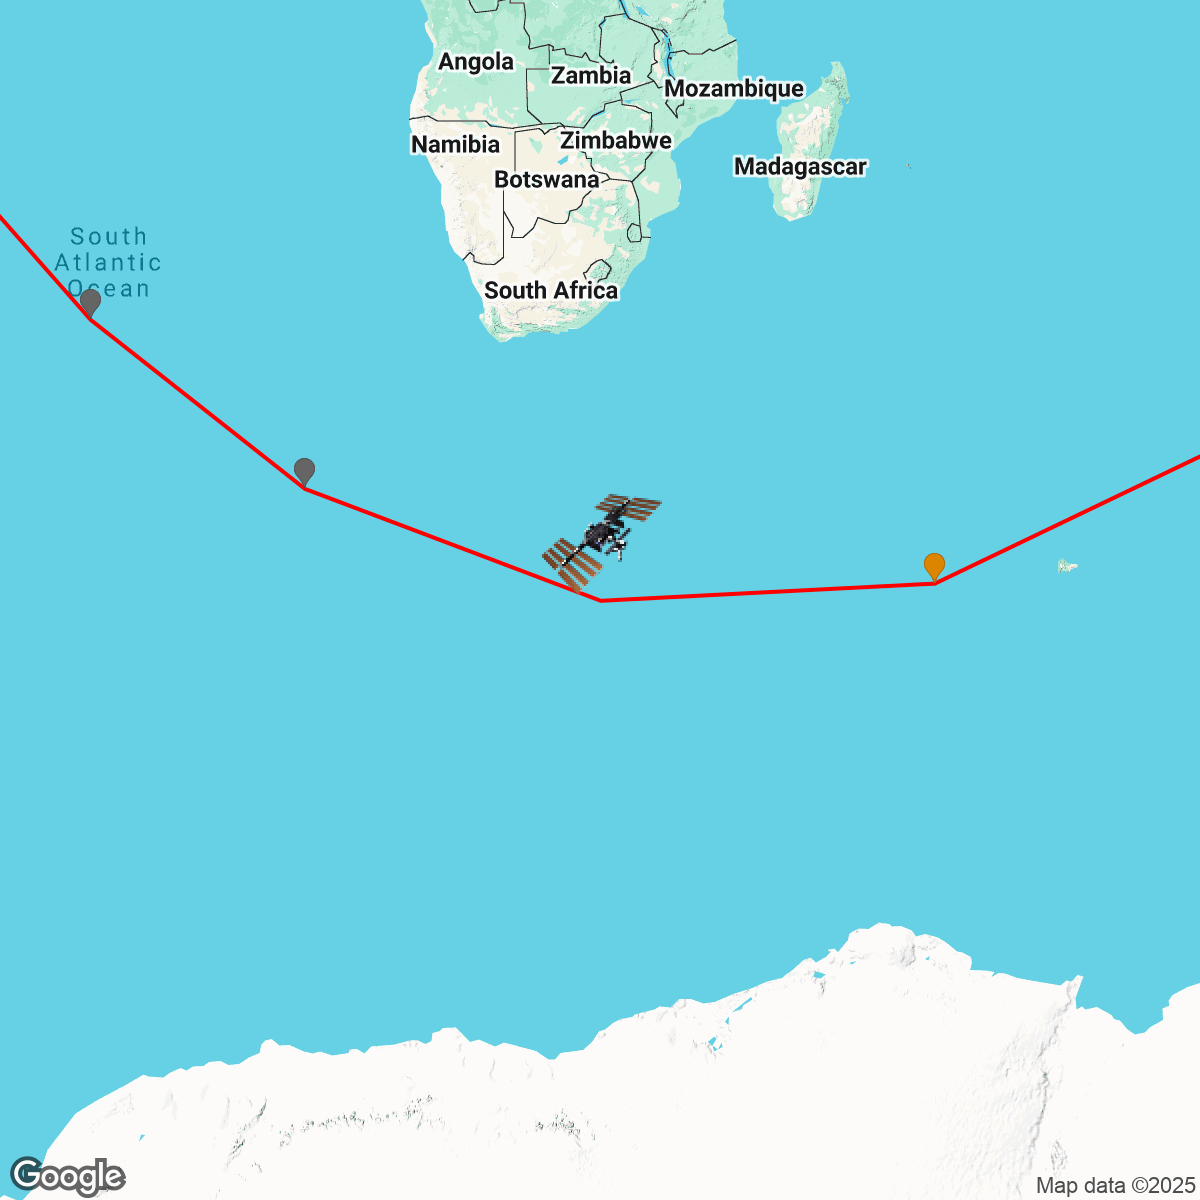 Angola
Zambia
Mozambique
Namibia
Zimbabwe
Madagascar
Botswana
South
Atlantic
Ocean
South Africa
Google
Map data ©2025